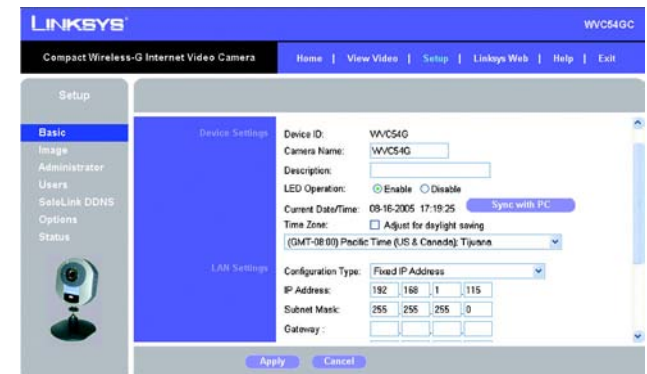 LINKSYS
WVC54GC
Compact Wireless-G Internet Video Camera
Home | View Video | Setup | Linksys Web | Help | Exit
Setup
Basic
Image
Administrator
Users
SoloLink DDNS
Options
Status
Device Settings
Device ID: WVC54G
Camera Name: WVC54G
Description:
LED Operation: Enable Disable
Current Date/Time: 08-16-2005 17:19:25 Sync with PC
Time Zone: Adjust for daylight saving
(GMT-08:00) Pacific Time (US & Canada); Tijuana
LAN Settings
Configuration Type: Fixed IP Address
IP Address: 192 .168 .1 .115
Subnet Mask: 255 .255 .255 .0
Gateway : . . .
Apply Cancel